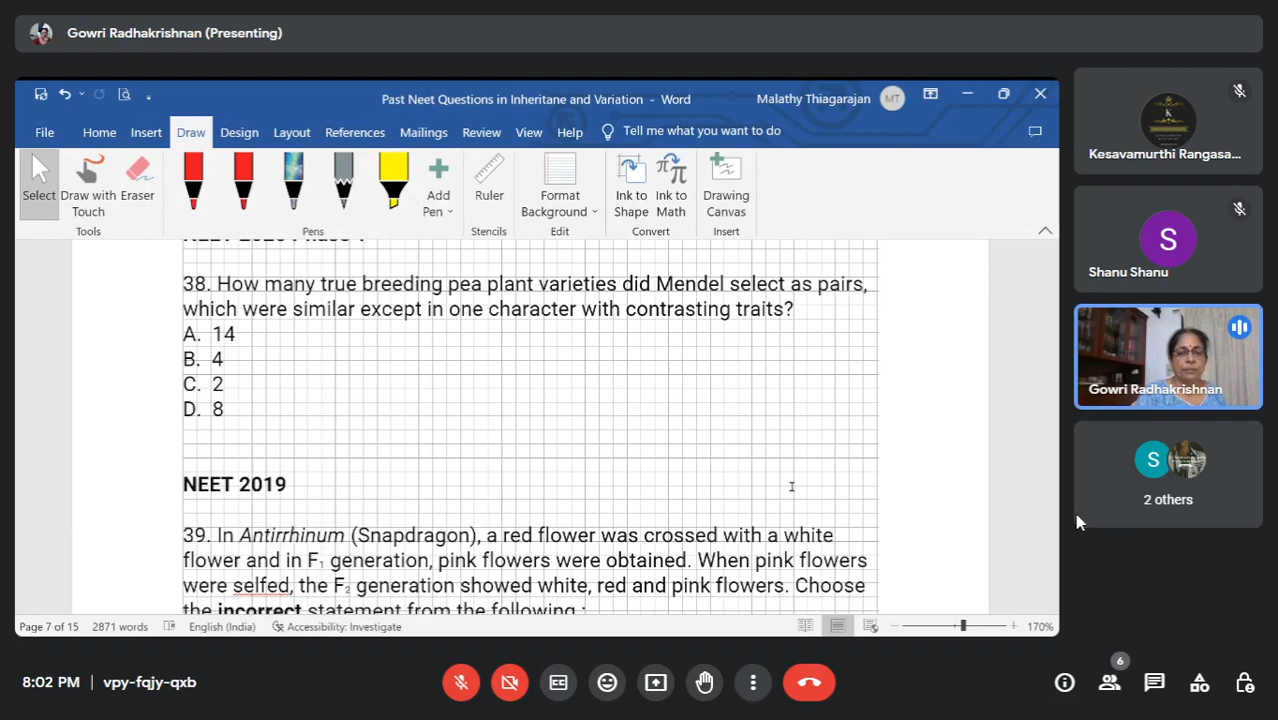 Gowri Radhakrishnan (Presenting)
Past Neet Questions in Inheritane and Variation - Word
Malathy Thiagarajan
MT
File Home Insert Draw Design Layout References Mailings Review View Help Tell me what you want to do
Select
Draw with Touch
Eraser
Add Pen
Ruler
Format Background
Ink to Shape
Ink to Math
Drawing Canvas
Tools
Pens
Stencils
Edit
Convert
Insert
38. How many true breeding pea plant varieties did Mendel select as pairs,
which were similar except in one character with contrasting traits?
A. 14
B. 4
C. 2
D. 8
NEET 2019
39. In Antirrhinum (Snapdragon), a red flower was crossed with a white
flower and in F₁ generation, pink flowers were obtained. When pink flowers
were selfed, the F₂ generation showed white, red and pink flowers. Choose
the incorrect statement from the following :
Page 7 of 15 2871 words English (India) Accessibility: Investigate 170%
K
Kesavamurthi Rangasa...
S
Shanu Shanu
Gowri Radhakrishnan
S
2 others
8:02 PM | vpy-fqjy-qxb
6